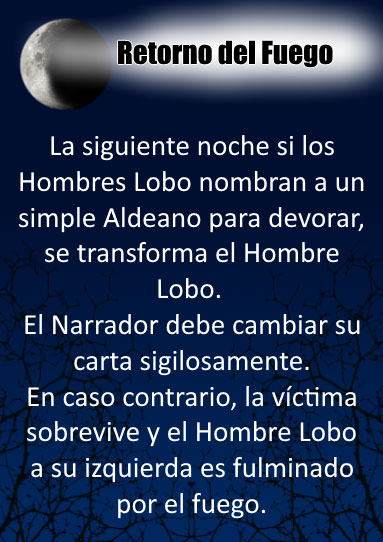 Retorno del Fuego
La siguiente noche si los
Hombres Lobo nombran a un
simple Aldeano para devorar,
se transforma el Hombre
Lobo.
El Narrador debe cambiar su
carta sigilosamente.
En caso contrario, la víctima
sobrevive y el Hombre Lobo
a su izquierda es fulminado
por el fuego.